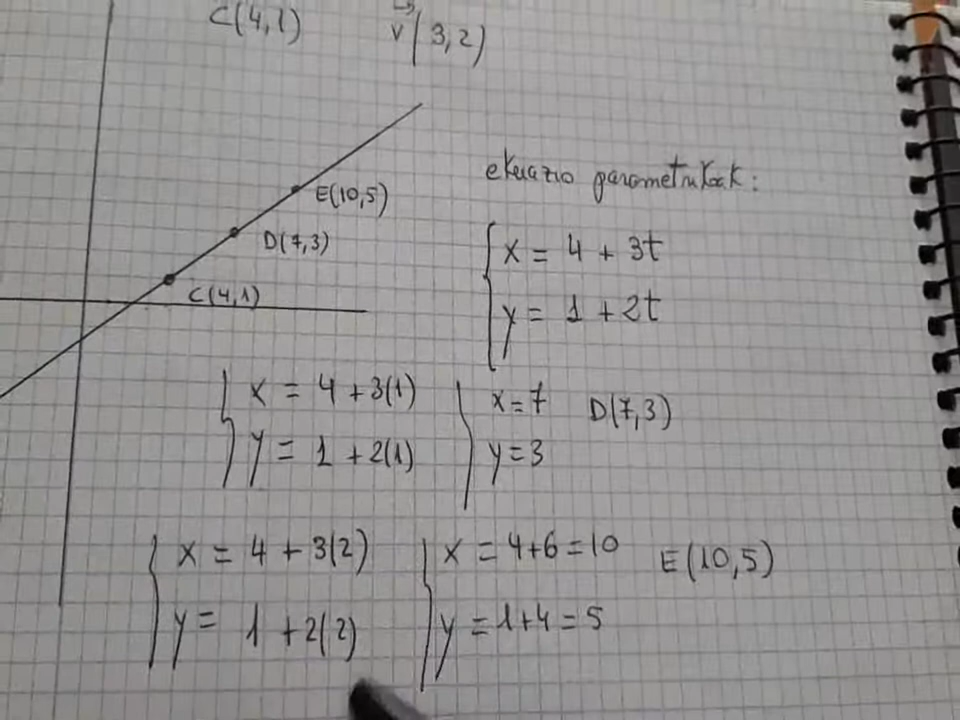 C(4,1) v⃗(3,2)
E(10,5)
D(7,3)
C(4,1)
ekuazio parametrikoak:
x = 4 + 3t
y = 1 + 2t
x = 4 + 3(1)
y = 1 + 2(1)
x = 7 D(7,3)
y = 3
x = 4 + 3(2)
y = 1 + 2(2)
x = 4+6 = 10 E(10,5)
y = 1+4 = 5